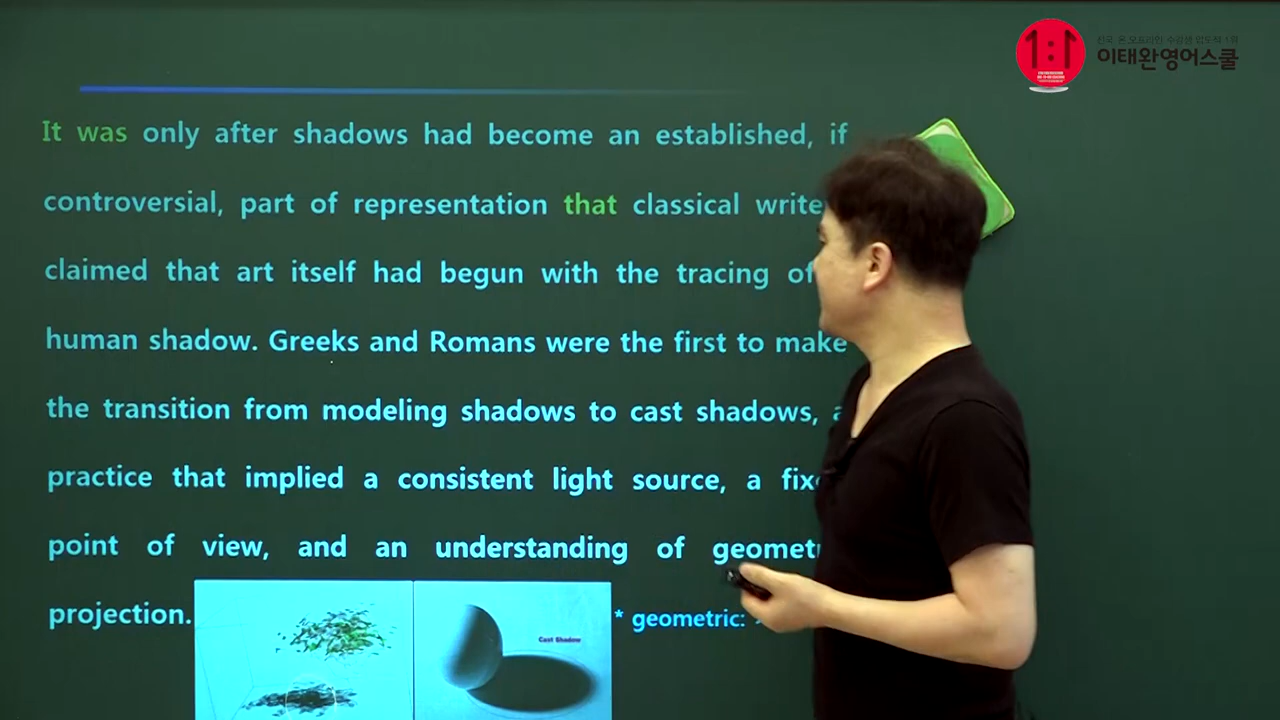 1:1
이태완영어스쿨
It was only after shadows had become an established, if
controversial, part of representation that classical
claimed that art itself had begun with the tracing of
human shadow. Greeks and Romans were the first to make
the transition from modeling shadows to cast shadows, a
practice that implied a consistent light source, a
point of view, and an understanding of
projection.
* geometric:
Cast Shadow